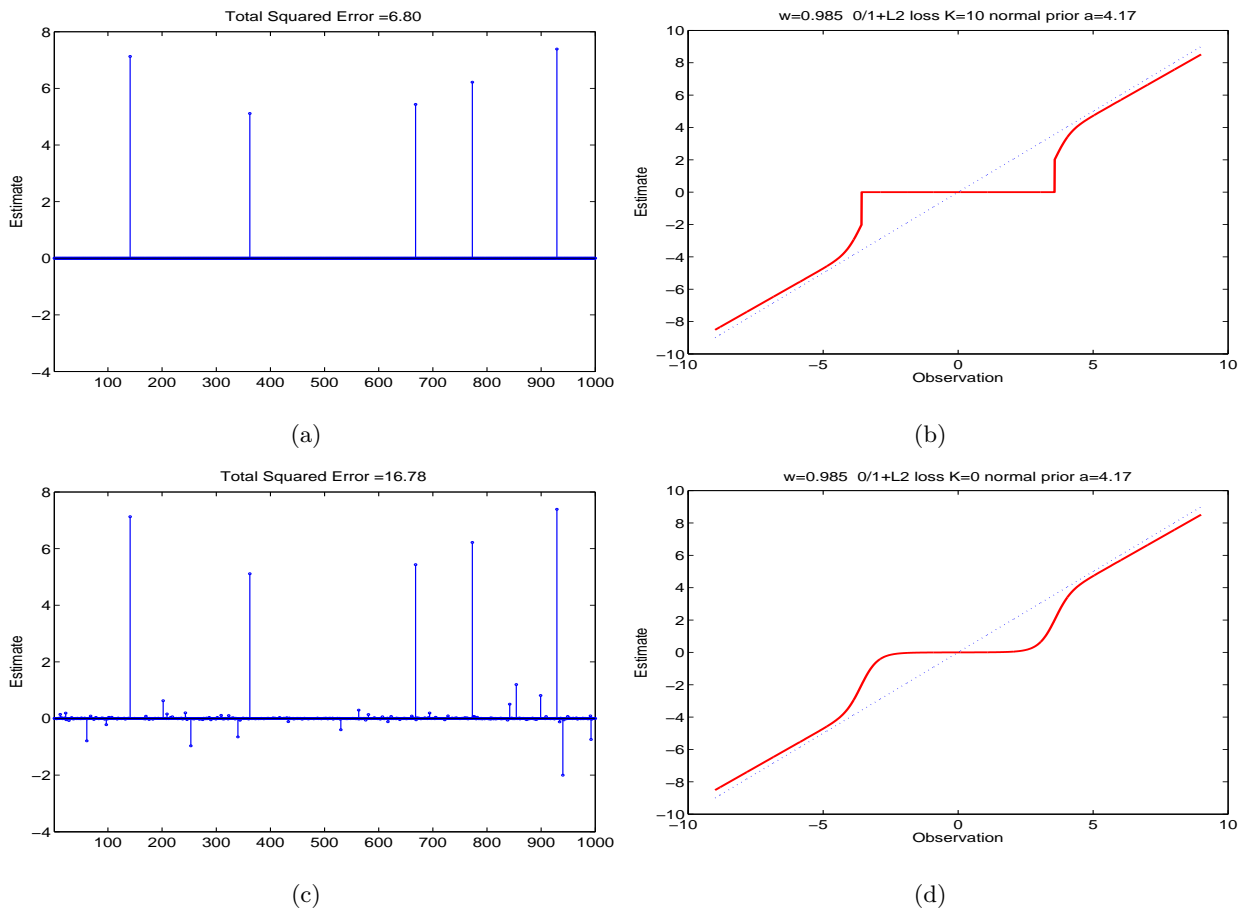 Total Squared Error =6.80
8
6
4
2
0
−2
−4
Estimate
100 200 300 400 500 600 700 800 900 1000
(a)
w=0.985 0/1+L2 loss K=10 normal prior a=4.17
10
8
6
4
2
0
−2
−4
−6
−8
−10
Estimate
−10 −5 0 5 10
Observation
(b)
Total Squared Error =16.78
8
6
4
2
0
−2
−4
Estimate
100 200 300 400 500 600 700 800 900 1000
(c)
w=0.985 0/1+L2 loss K=0 normal prior a=4.17
10
8
6
4
2
0
−2
−4
−6
−8
−10
Estimate
−10 −5 0 5 10
Observation
(d)